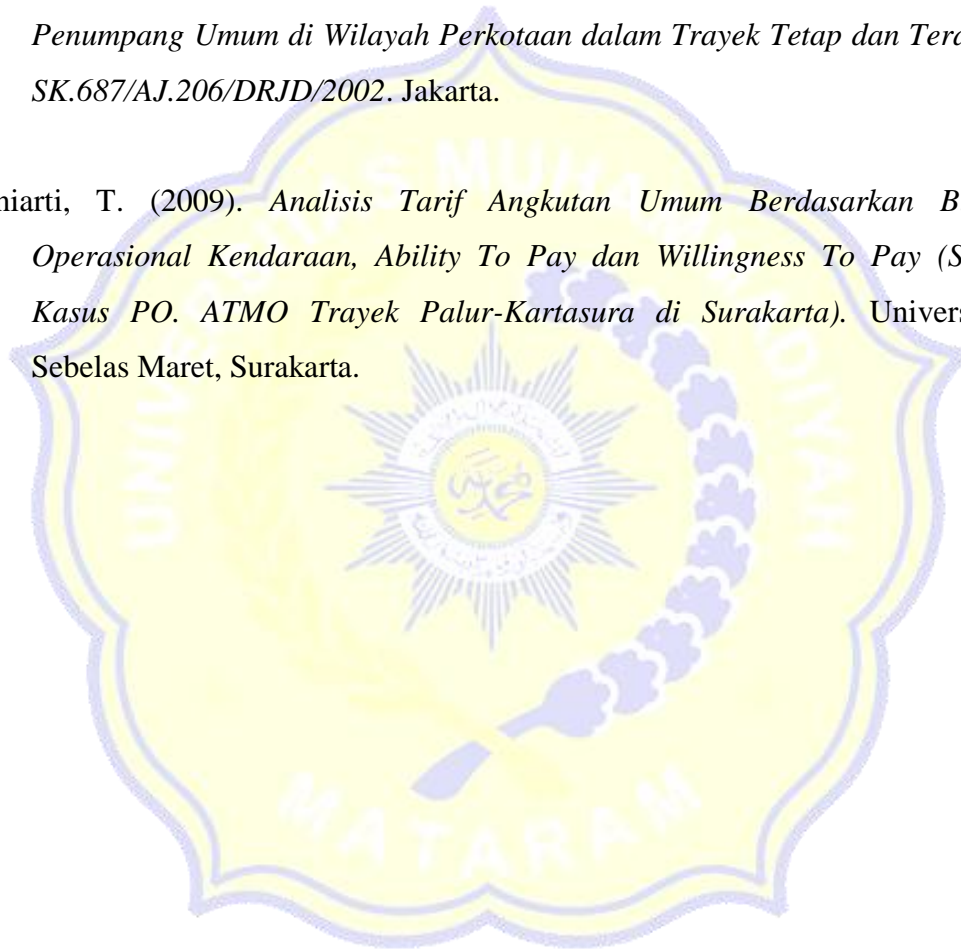 Penumpang Umum di Wilayah Perkotaan dalam Trayek Tetap dan Tera
SK.687/AJ.206/DRJD/2002. Jakarta.
niarti, T. (2009). Analisis Tarif Angkutan Umum Berdasarkan B
Operasional Kendaraan, Ability To Pay dan Willingness To Pay (S
Kasus PO. ATMO Trayek Palur-Kartasura di Surakarta). Univers
Sebelas Maret, Surakarta.
UNIVERSITAS MUHAMMADIYAH
MATARAM